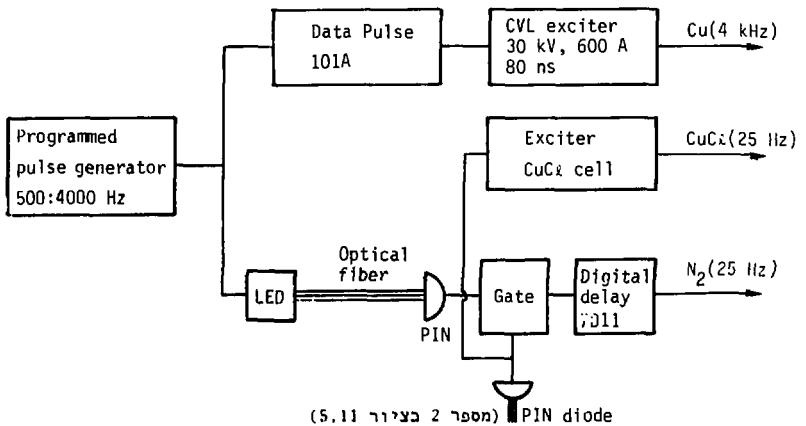 Data Pulse
101A
CVL exciter
30 kV, 600 A
80 ns
Cu(4 kHz)
Programmed
pulse generator
500:4000 Hz
Exciter
CuCℓ cell
CuCℓ(25 Hz)
LED
Optical
fiber
PIN
Gate
Digital
delay
7D11
N2(25 Hz)
(מספר 2 בציור 5.11) PIN diode